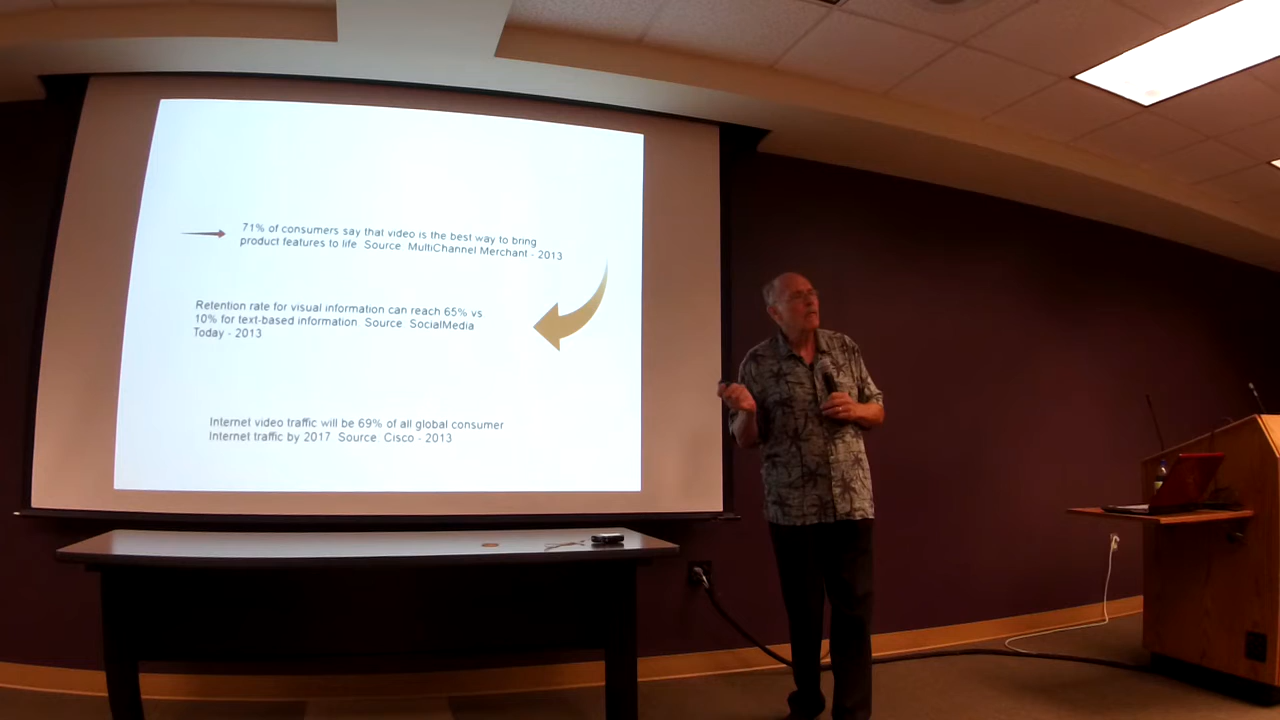 71% of consumers say that video is the best way to bring
product features to life Source MultiChannel Merchant - 2013
Retention rate for visual information can reach 65% vs
10% for text-based information Source SocialMedia
Today - 2013
Internet video traffic will be 69% of all global consumer
Internet traffic by 2017 Source Cisco - 2013